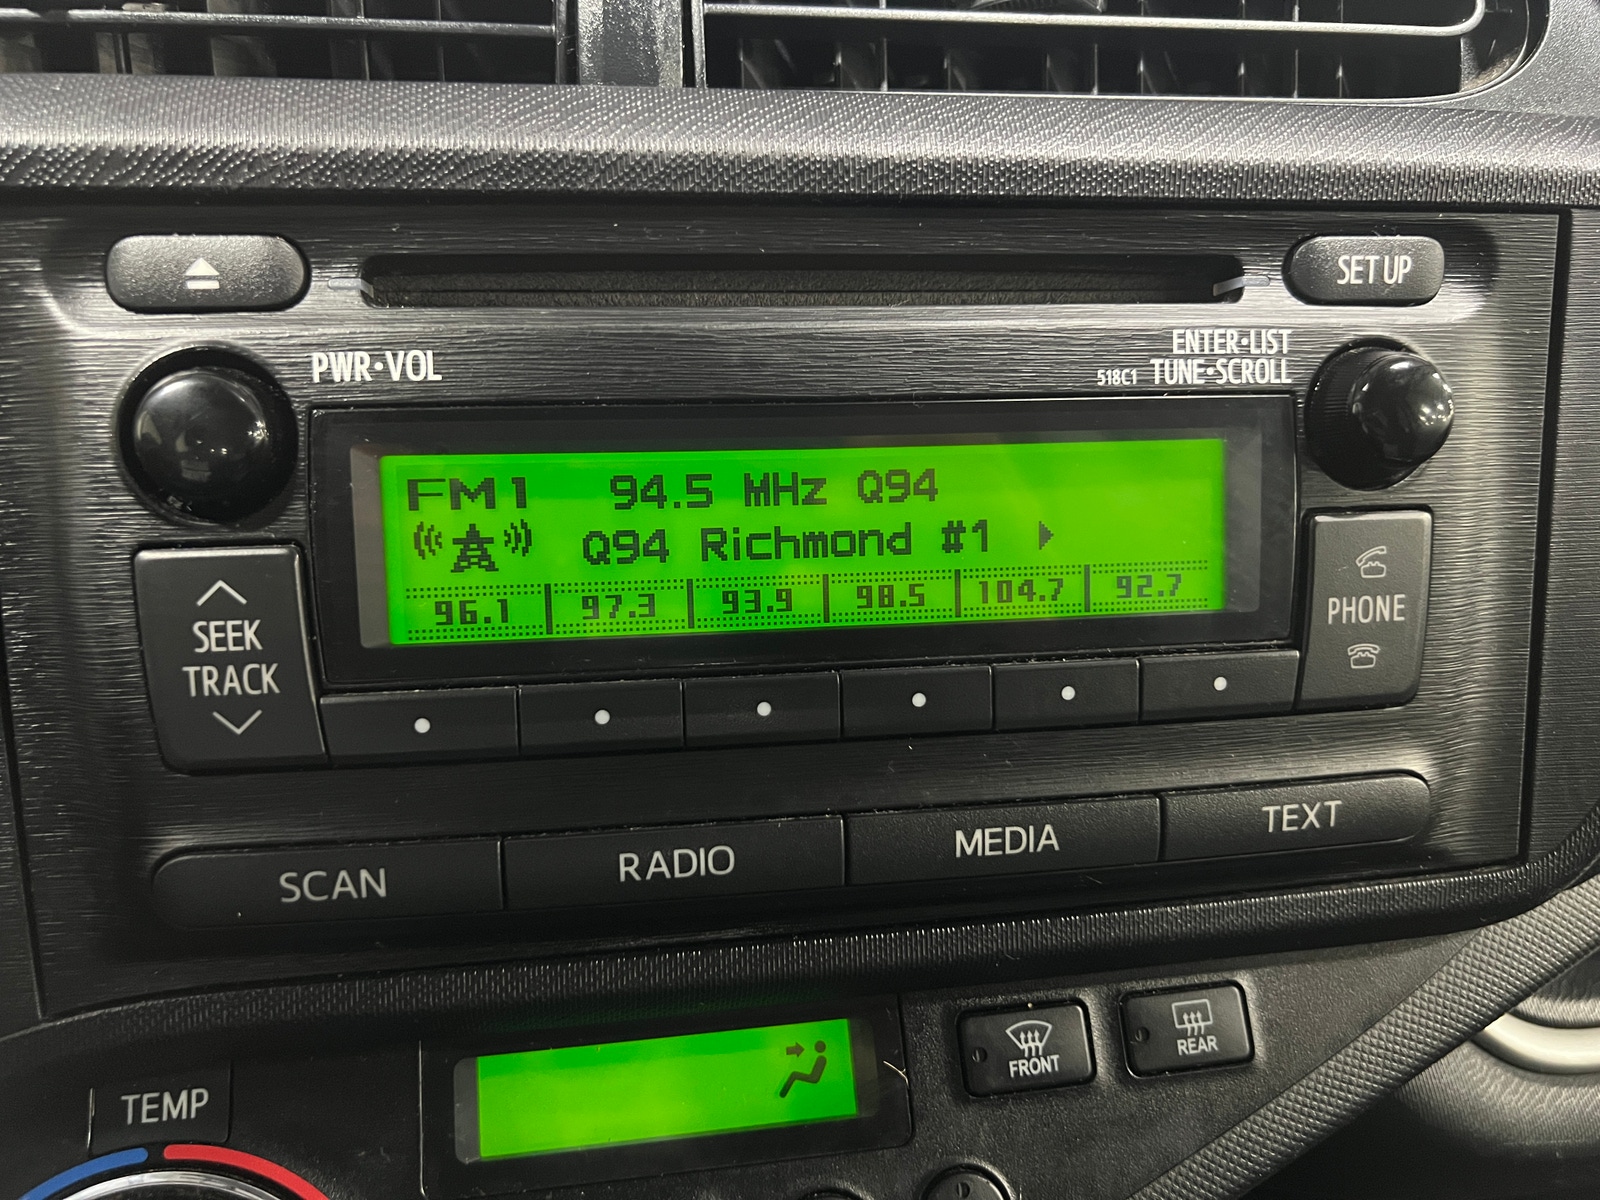 SET UP
PWR•VOL
ENTER•LIST
518C1 TUNE•SCROLL
FM1 94.5 MHz Q94
Q94 Richmond #1
96.1 97.3 93.9 98.5 104.7 92.7
SEEK
TRACK
PHONE
SCAN RADIO MEDIA TEXT
FRONT
REAR
TEMP